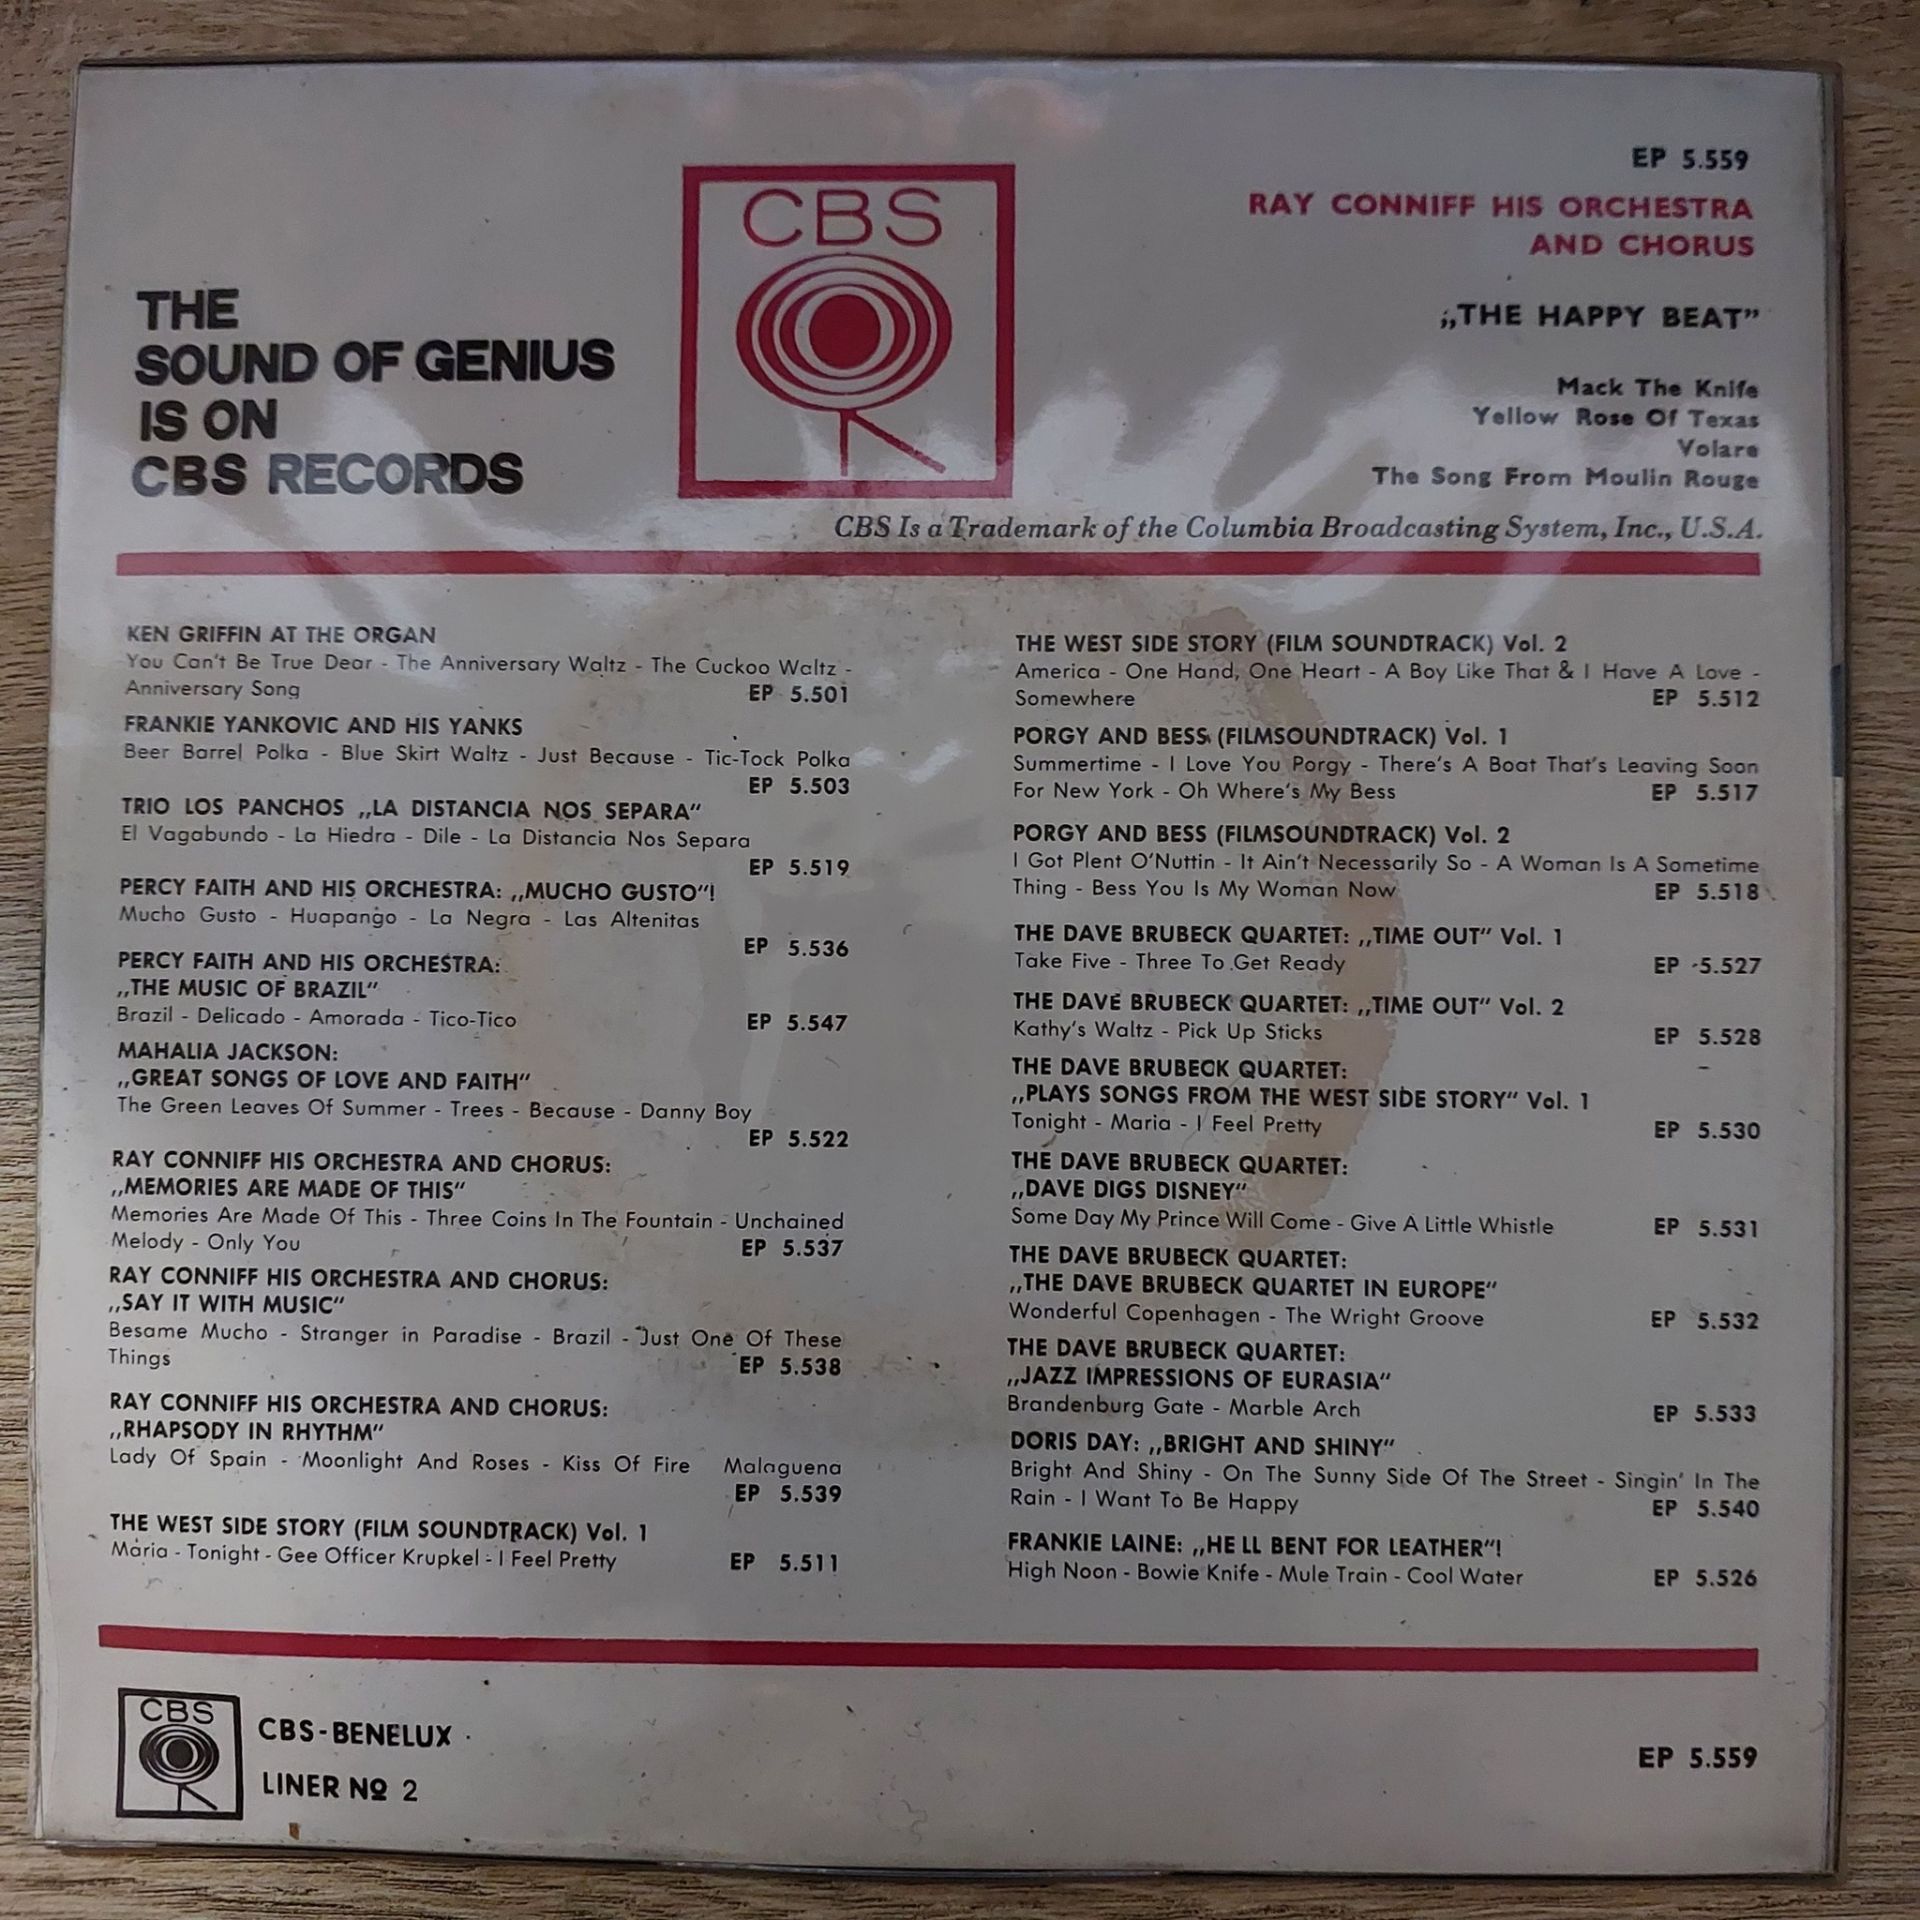 THE
SOUND OF GENIUS
IS ON
CBS RECORDS
CBS
EP 5.559
RAY CONNIFF HIS ORCHESTRA
AND CHORUS
„THE HAPPY BEAT”
Mack The Knife
Yellow Rose Of Texas
Volare
The Song From Moulin Rouge
CBS Is a Trademark of the Columbia Broadcasting System, Inc., U.S.A.
KEN GRIFFIN AT THE ORGAN
You Can't Be True Dear - The Anniversary Waltz - The Cuckoo Waltz -
Anniversary Song EP 5.501
FRANKIE YANKOVIC AND HIS YANKS
Beer Barrel Polka - Blue Skirt Waltz - Just Because - Tic-Tock Polka
EP 5.503
TRIO LOS PANCHOS „LA DISTANCIA NOS SEPARA”
El Vagabundo - La Hiedra - Dile - La Distancia Nos Separa
EP 5.519
PERCY FAITH AND HIS ORCHESTRA: „MUCHO GUSTO”!
Mucho Gusto - Huapango - La Negra - Las Altenitas
EP 5.536
PERCY FAITH AND HIS ORCHESTRA:
„THE MUSIC OF BRAZIL”
Brazil - Delicado - Amorada - Tico-Tico EP 5.547
MAHALIA JACKSON:
„GREAT SONGS OF LOVE AND FAITH”
The Green Leaves Of Summer - Trees - Because - Danny Boy
EP 5.522
RAY CONNIFF HIS ORCHESTRA AND CHORUS:
„MEMORIES ARE MADE OF THIS”
Memories Are Made Of This - Three Coins In The Fountain - Unchained
Melody - Only You EP 5.537
RAY CONNIFF HIS ORCHESTRA AND CHORUS:
„SAY IT WITH MUSIC”
Besame Mucho - Stranger in Paradise - Brazil - Just One Of These
Things EP 5.538
RAY CONNIFF HIS ORCHESTRA AND CHORUS:
„RHAPSODY IN RHYTHM”
Lady Of Spain - Moonlight And Roses - Kiss Of Fire Malaguena
EP 5.539
THE WEST SIDE STORY (FILM SOUNDTRACK) Vol. 1
Maria - Tonight - Gee Officer Krupkel - I Feel Pretty EP 5.511
THE WEST SIDE STORY (FILM SOUNDTRACK) Vol. 2
America - One Hand, One Heart - A Boy Like That & I Have A Love -
Somewhere EP 5.512
PORGY AND BESS (FILMSOUNDTRACK) Vol. 1
Summertime - I Love You Porgy - There's A Boat That's Leaving Soon
For New York - Oh Where's My Bess EP 5.517
PORGY AND BESS (FILMSOUNDTRACK) Vol. 2
I Got Plent O'Nuttin - It Ain't Necessarily So - A Woman Is A Sometime
Thing - Bess You Is My Woman Now EP 5.518
THE DAVE BRUBECK QUARTET: „TIME OUT” Vol. 1
Take Five - Three To Get Ready EP 5.527
THE DAVE BRUBECK QUARTET: „TIME OUT” Vol. 2
Kathy's Waltz - Pick Up Sticks EP 5.528
THE DAVE BRUBECK QUARTET:
„PLAYS SONGS FROM THE WEST SIDE STORY” Vol. 1
Tonight - Maria - I Feel Pretty EP 5.530
THE DAVE BRUBECK QUARTET:
„DAVE DIGS DISNEY”
Some Day My Prince Will Come - Give A Little Whistle EP 5.531
THE DAVE BRUBECK QUARTET:
„THE DAVE BRUBECK QUARTET IN EUROPE”
Wonderful Copenhagen - The Wright Groove EP 5.532
THE DAVE BRUBECK QUARTET:
„JAZZ IMPRESSIONS OF EURASIA”
Brandenburg Gate - Marble Arch EP 5.533
DORIS DAY: „BRIGHT AND SHINY”
Bright And Shiny - On The Sunny Side Of The Street - Singin' In The
Rain - I Want To Be Happy EP 5.540
FRANKIE LAINE: „HE LL BENT FOR LEATHER”!
High Noon - Bowie Knife - Mule Train - Cool Water EP 5.526
CBS
CBS-BENELUX
LINER № 2
EP 5.559